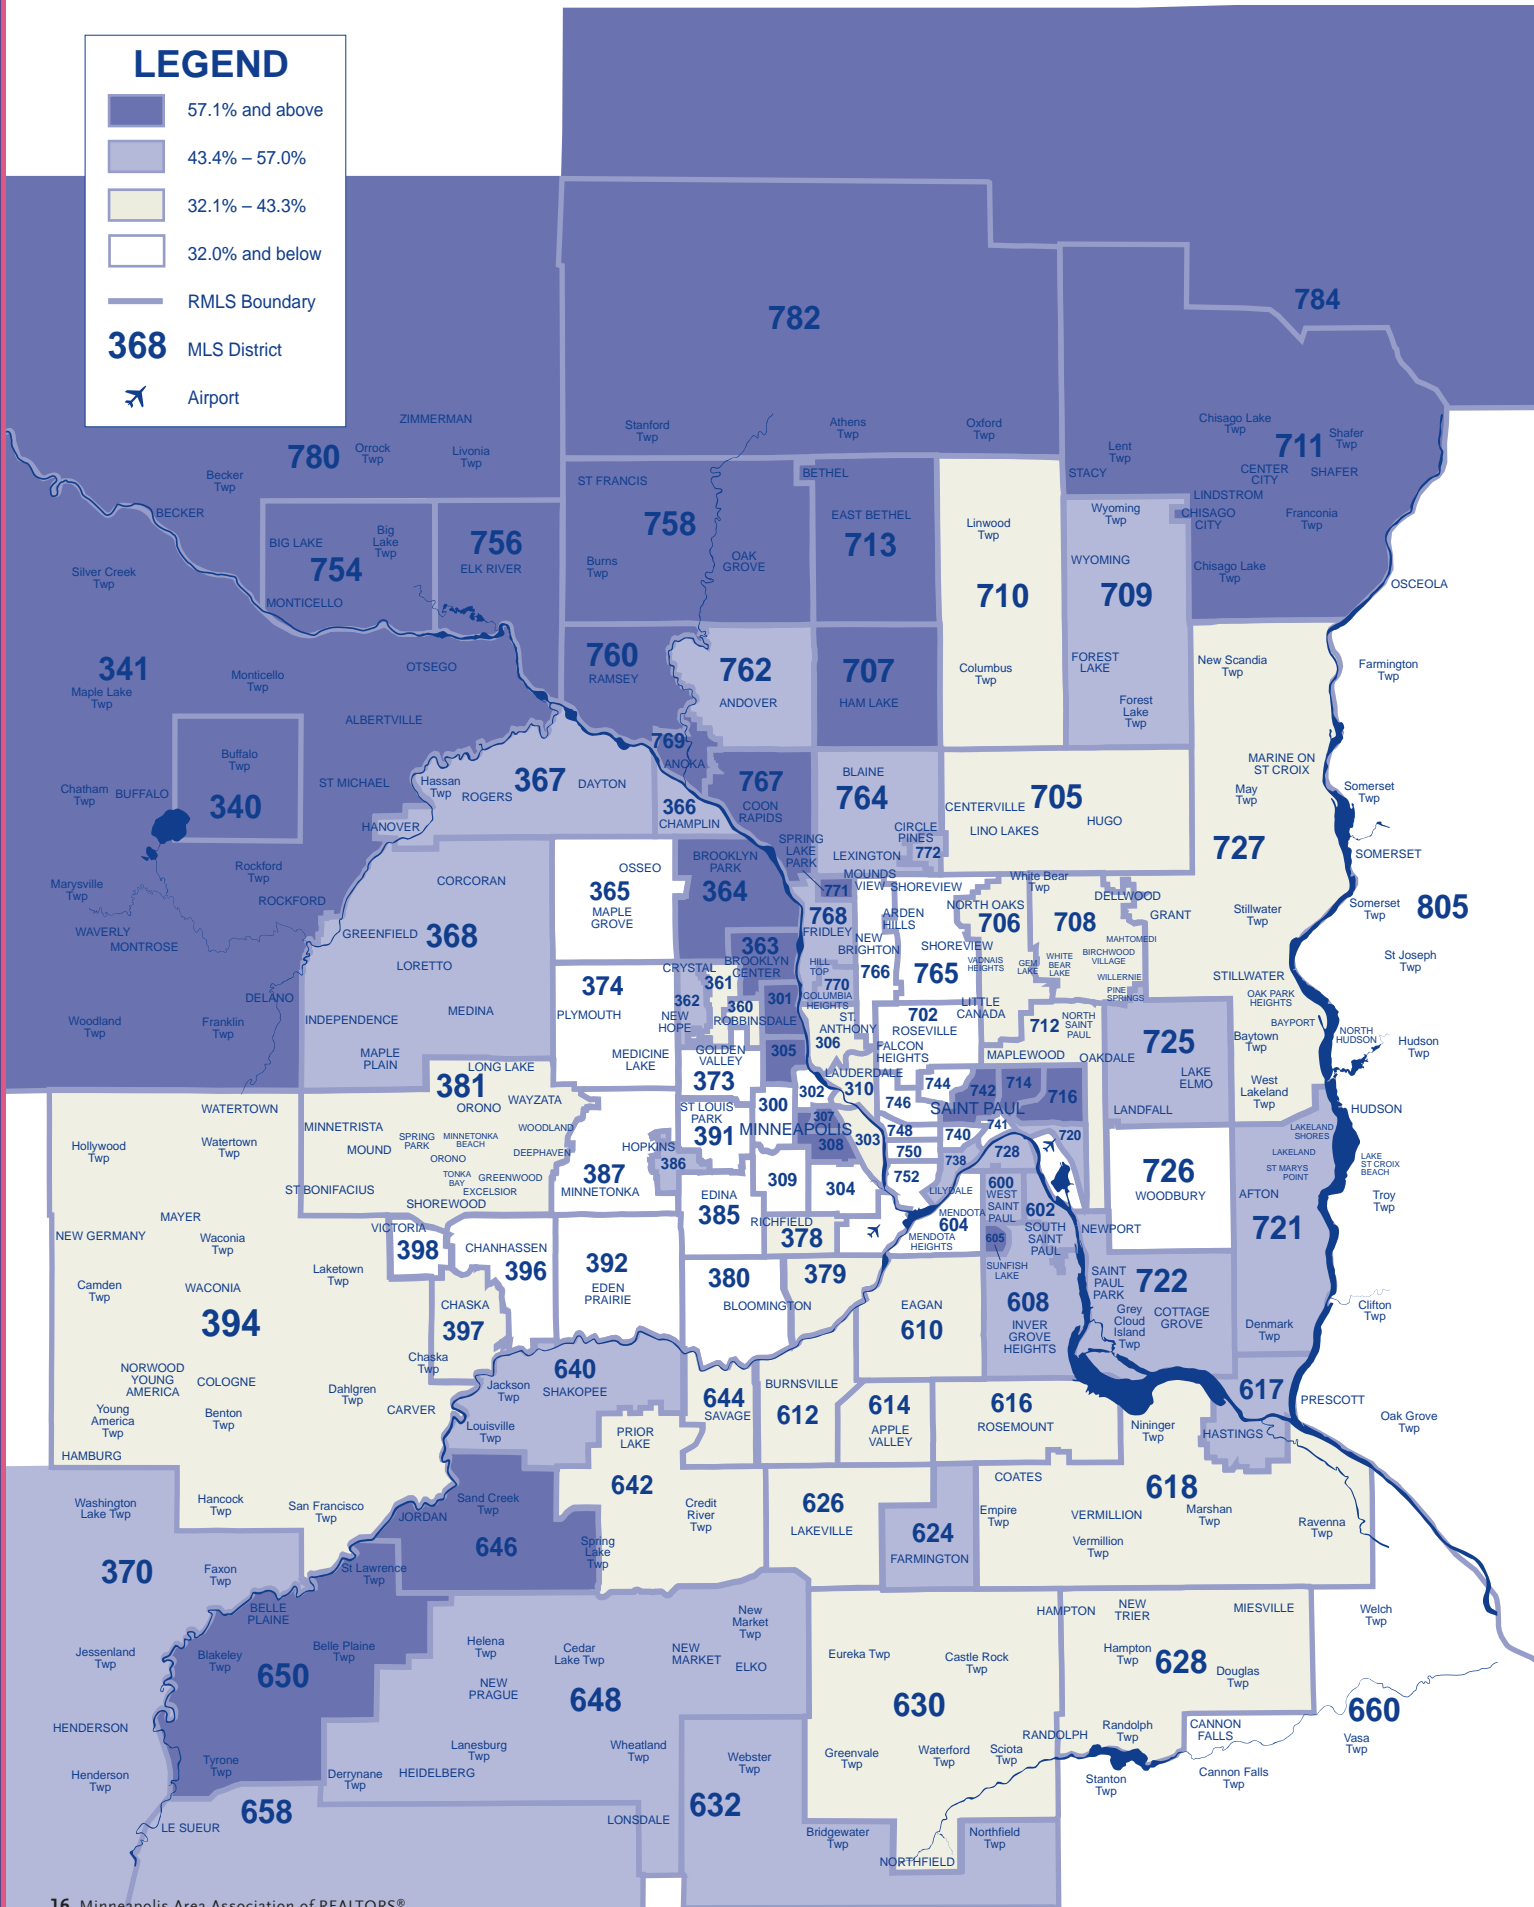 LEGEND
57.1% and above
43.4% – 57.0%
32.1% – 43.3%
32.0% and below
RMLS Boundary
368 MLS District
Airport
782
784
ZIMMERMAN
780
Orrock
Twp
Livonia
Twp
Becker
Twp
BECKER
Stanford
Twp
Athens
Twp
Oxford
Twp
Chisago Lake
Twp
711
Shafer
Twp
Lent
Twp
STACY
CENTER
CITY
SHAFER
LINDSTROM
CHISAGO
CITY
Franconia
Twp
Chisago Lake
Twp
BIG LAKE
Big
Lake
Twp
754
MONTICELLO
756
ELK RIVER
ST FRANCIS
758
Burns
Twp
OAK
GROVE
BETHEL
EAST BETHEL
713
Linwood
Twp
710
Columbus
Twp
Wyoming
Twp
WYOMING
709
FOREST
LAKE
Forest
Lake
Twp
OSCEOLA
Silver Creek
Twp
341
Maple Lake
Twp
Monticello
Twp
OTSEGO
ALBERTVILLE
760
RAMSEY
762
ANDOVER
707
HAM LAKE
New Scandia
Twp
Farmington
Twp
Buffalo
Twp
340
Chatham
Twp
BUFFALO
ST MICHAEL
Hassan
Twp
ROGERS
367
DAYTON
HANOVER
769
ANOKA
366
CHAMPLIN
767
COON
RAPIDS
BLAINE
764
CENTERVILLE
705
LINO LAKES
HUGO
CIRCLE
PINES
772
LEXINGTON
SPRING
LAKE
PARK
MARINE ON
ST CROIX
May
Twp
727
Somerset
Twp
SOMERSET
Somerset
Twp
805
Marysville
Twp
Rockford
Twp
ROCKFORD
WAVERLY
MONTROSE
DELANO
Woodland
Twp
Franklin
Twp
CORCORAN
GREENFIELD
368
LORETTO
INDEPENDENCE
MEDINA
MAPLE
PLAIN
OSSEO
365
MAPLE
GROVE
BROOKLYN
PARK
364
363
BROOKLYN
CENTER
771
768
FRIDLEY
MOUNDS
VIEW
SHOREVIEW
ARDEN
HILLS
NEW
BRIGHTON
SHOREVIEW
766
765
White Bear
Twp
NORTH OAKS
706
VADNAIS
HEIGHTS
708
GEM
LAKE
WHITE
BEAR
LAKE
DELLWOOD
GRANT
MAHTOMEDI
BIRCHWOOD
VILLAGE
WILLERNIE
PINE
SPRINGS
Stillwater
Twp
STILLWATER
OAK PARK
HEIGHTS
BAYPORT
Baytown
Twp
West
Lakeland
Twp
St Joseph
Twp
NORTH
HUDSON
Hudson
Twp
HUDSON
374
PLYMOUTH
MEDICINE
LAKE
CRYSTAL
361
362
NEW
HOPE
360
ROBBINSDALE
301
HILL
TOP
770
COLUMBIA
HEIGHTS
ST.
ANTHONY
306
305
GOLDEN
VALLEY
373
702
ROSEVILLE
FALCON
HEIGHTS
LITTLE
CANADA
712
NORTH
SAINT
PAUL
MAPLEWOOD
OAKDALE
725
LAKE
ELMO
LANDFALL
LAUDERDALE
310
302
300
744
742
714
716
746
SAINT PAUL
748
740
741
750
752
738
728
720
MINNEAPOLIS
307
308
303
309
304
ST LOUIS
PARK
391
HOPKINS
386
387
MINNETONKA
EDINA
385
RICHFIELD
378
LONG LAKE
381
ORONO
WAYZATA
MINNETRISTA
MOUND
SPRING
PARK
MINNETONKA
BEACH
WOODLAND
DEEPHAVEN
ORONO
TONKA
BAY
GREENWOOD
EXCELSIOR
SHOREWOOD
ST BONIFACIUS
WATERTOWN
Hollywood
Twp
Watertown
Twp
MAYER
NEW GERMANY
Waconia
Twp
Camden
Twp
WACONIA
394
Laketown
Twp
VICTORIA
398
CHANHASSEN
396
CHASKA
397
Chaska
Twp
392
EDEN
PRAIRIE
380
BLOOMINGTON
379
LILYDALE
MENDOTA
604
MENDOTA
HEIGHTS
600
WEST
SAINT
PAUL
602
SOUTH
SAINT
PAUL
605
SUNFISH
LAKE
NEWPORT
608
INVER
GROVE
HEIGHTS
SAINT
PAUL
PARK
722
COTTAGE
GROVE
Grey
Cloud
Island
Twp
726
WOODBURY
LAKELAND
SHORES
LAKELAND
ST MARYS
POINT
AFTON
721
Denmark
Twp
LAKE
ST CROIX
BEACH
Troy
Twp
Clifton
Twp
EAGAN
610
NORWOOD
YOUNG
AMERICA
COLOGNE
Young
America
Twp
Benton
Twp
Dahlgren
Twp
CARVER
HAMBURG
Hancock
Twp
San Francisco
Twp
Washington
Lake Twp
370
Faxon
Twp
640
SHAKOPEE
Jackson
Twp
Louisville
Twp
644
SAVAGE
PRIOR
LAKE
642
Credit
River
Twp
Spring
Lake
Twp
BURNSVILLE
612
614
APPLE
VALLEY
616
ROSEMOUNT
Nininger
Twp
617
HASTINGS
PRESCOTT
Oak Grove
Twp
COATES
Empire
Twp
618
VERMILLION
Marshan
Twp
Vermillion
Twp
Ravenna
Twp
626
LAKEVILLE
624
FARMINGTON
Sand Creek
Twp
JORDAN
646
St Lawrence
Twp
BELLE
PLAINE
Blakeley
Twp
Belle Plaine
Twp
650
Tyrone
Twp
Jessenland
Twp
HENDERSON
Henderson
Twp
658
LE SUEUR
Helena
Twp
Cedar
Lake Twp
NEW
MARKET
New
Market
Twp
ELKO
NEW
PRAGUE
648
Lanesburg
Twp
Wheatland
Twp
Derrynane
Twp
HEIDELBERG
LONSDALE
Webster
Twp
632
Eureka Twp
Castle Rock
Twp
630
Greenvale
Twp
Waterford
Twp
Sciota
Twp
Bridgewater
Twp
NORTHFIELD
Northfield
Twp
HAMPTON
NEW
TRIER
MIESVILLE
Hampton
Twp
628
Douglas
Twp
RANDOLPH
Randolph
Twp
CANNON
FALLS
Stanton
Twp
Cannon Falls
Twp
Welch
Twp
660
Vasa
Twp
16 Minneapolis Area Association of REALTORS®